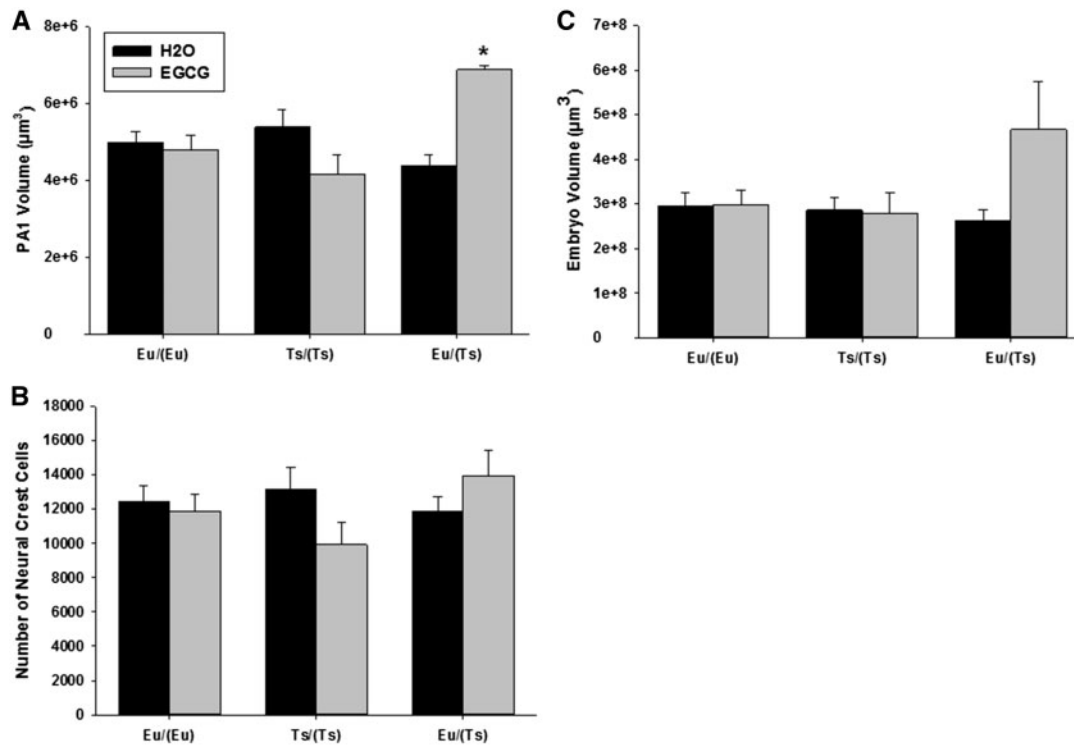 A
PA1 Volume (µm³)
8e+6
6e+6
4e+6
2e+6
0
H2O
EGCG
*
Eu/(Eu) Ts/(Ts) Eu/(Ts)
C
Embryo Volume (µm³)
7e+8
6e+8
5e+8
4e+8
3e+8
2e+8
1e+8
0
Eu/(Eu) Ts/(Ts) Eu/(Ts)
B
Number of Neural Crest Cells
18000
16000
14000
12000
10000
8000
6000
4000
2000
0
Eu/(Eu) Ts/(Ts) Eu/(Ts)